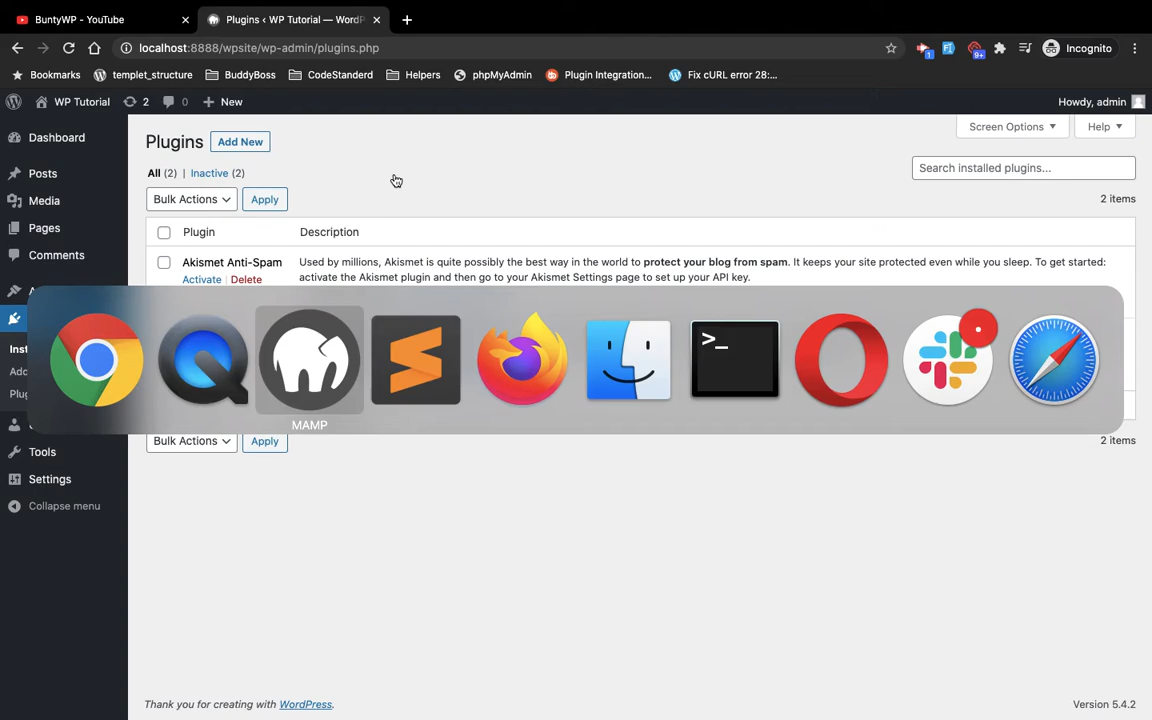 BuntyWP - YouTube
Plugins ‹ WP Tutorial — WordP
localhost:8888/wpsite/wp-admin/plugins.php
1
9+
Incognito
Bookmarks
templet_structure
BuddyBoss
CodeStanderd
Helpers
phpMyAdmin
Plugin Integration...
Fix cURL error 28:...
WP Tutorial
2
0
New
Howdy, admin
Dashboard
Posts
Media
Pages
Comments
Tools
Settings
Collapse menu
Plugins
Add New
Screen Options
Help
All (2) | Inactive (2)
Search installed plugins...
Bulk Actions
Apply
2 items
Plugin
Description
Akismet Anti-Spam
Activate | Delete
Used by millions, Akismet is quite possibly the best way in the world to protect your blog from spam. It keeps your site protected even while you sleep. To get started:
activate the Akismet plugin and then go to your Akismet Settings page to set up your API key.
>_
MAMP
Bulk Actions
Apply
2 items
Thank you for creating with WordPress.
Version 5.4.2